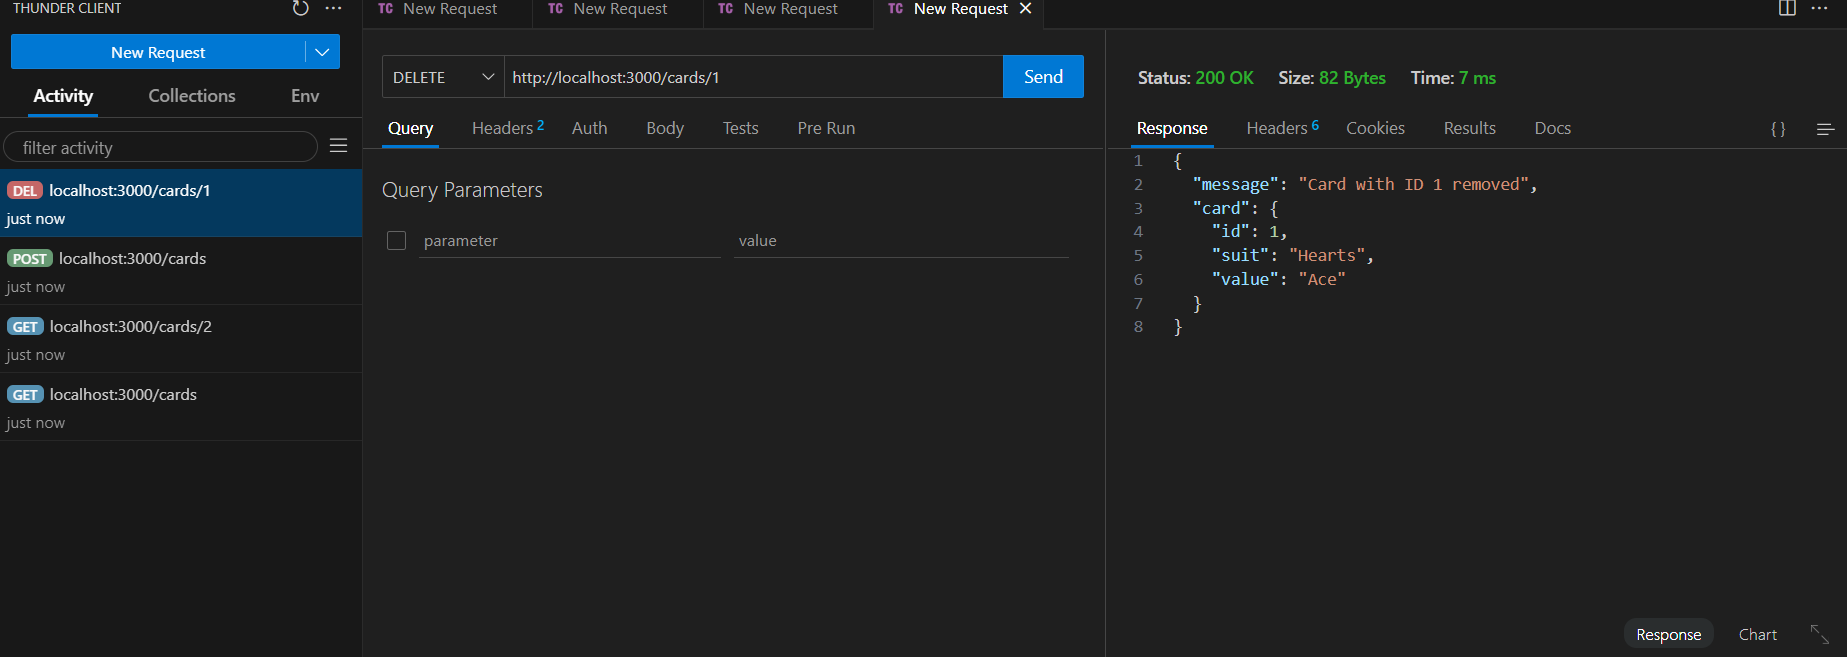 THUNDER CLIENT
New Request
Activity Collections Env
filter activity
DEL localhost:3000/cards/1
just now
POST localhost:3000/cards
just now
GET localhost:3000/cards/2
just now
GET localhost:3000/cards
just now
TC New Request TC New Request TC New Request TC New Request
DELETE http://localhost:3000/cards/1 Send
Query Headers 2 Auth Body Tests Pre Run
Query Parameters
parameter value
Status: 200 OK Size: 82 Bytes Time: 7 ms
Response Headers 6 Cookies Results Docs {}
1 {
2 "message": "Card with ID 1 removed",
3 "card": {
4 "id": 1,
5 "suit": "Hearts",
6 "value": "Ace"
7 }
8 }
Response Chart